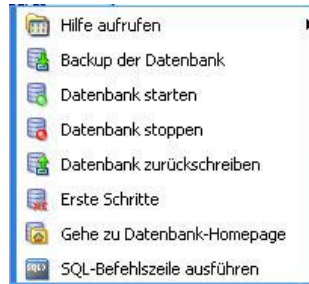 Hilfe aufrufen
Backup der Datenbank
Datenbank starten
Datenbank stoppen
Datenbank zurückschreiben
Erste Schritte
Gehe zu Datenbank-Homepage
SQL-Befehlszeile ausführen